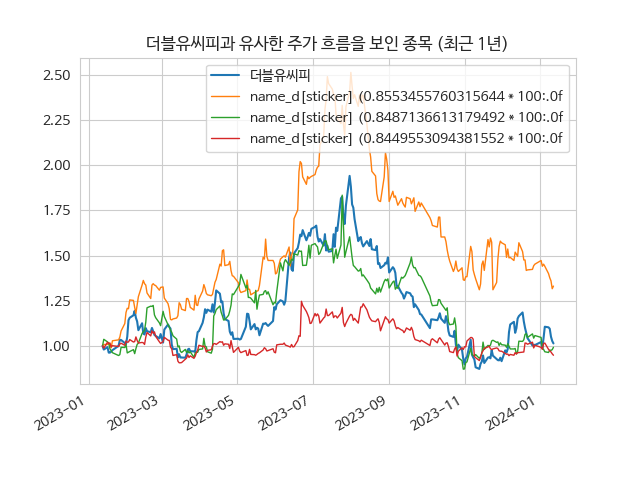 더블유씨피과 유사한 주가 흐름을 보인 종목 (최근 1년)
더블유씨피
name_d[sticker] (0.8553455760315644 * 100:.0f
name_d[sticker] (0.8487136613179492 * 100:.0f
name_d[sticker] (0.8449553094381552 * 100:.0f
2.50
2.25
2.00
1.75
1.50
1.25
1.00
2023-01
2023-03
2023-05
2023-07
2023-09
2023-11
2024-01